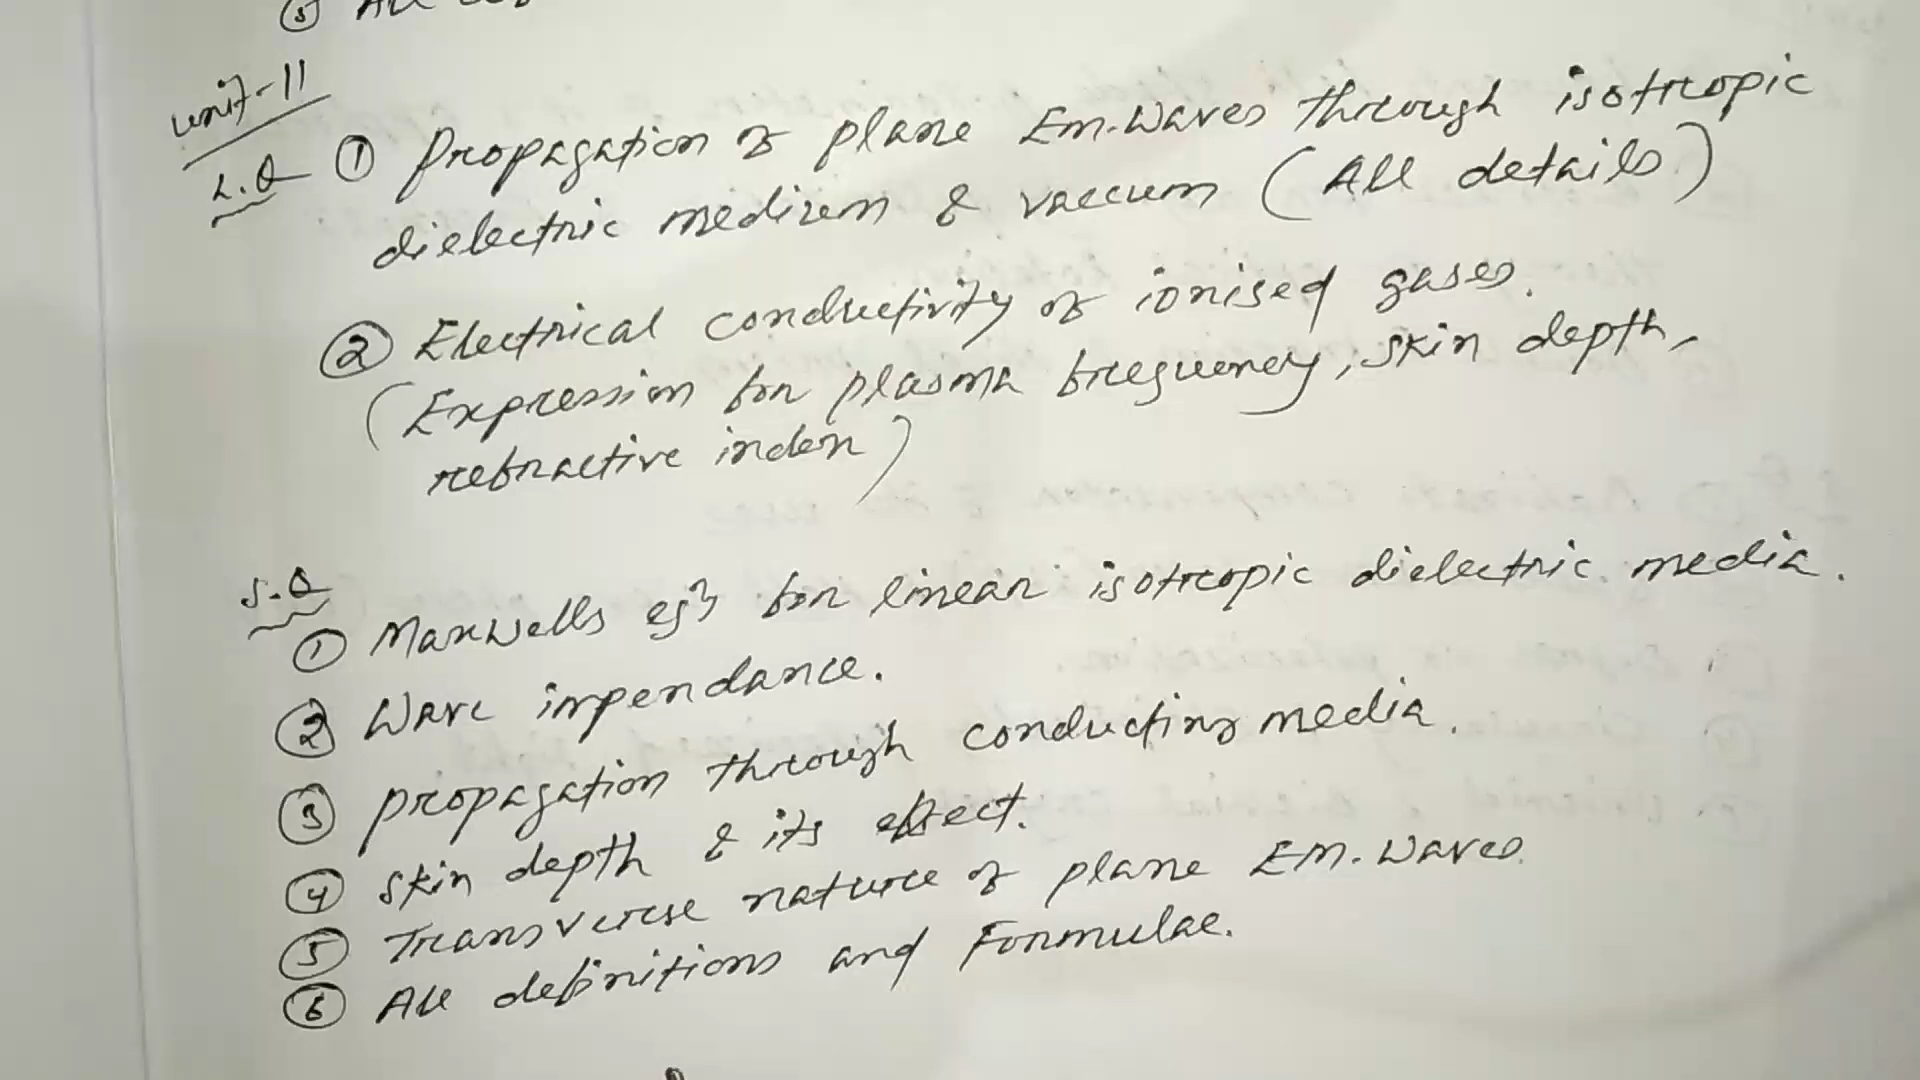 ⑤ All
Unit-II
L.Q ① Propagation of plane Em.Waves through isotropic
dielectric medium & vaccum (All details)
② Electrical conductivity of ionised gases.
(Expression for plasma frequency, skin depth,
refractive index)
S.Q
① Maxwells eqn for linear isotropic dielectric media.
② Wave impendance.
③ propagation through conducting media.
④ skin depth & its effect.
⑤ Transverse nature of plane EM. Waves.
⑥ All definitions and Formulae.